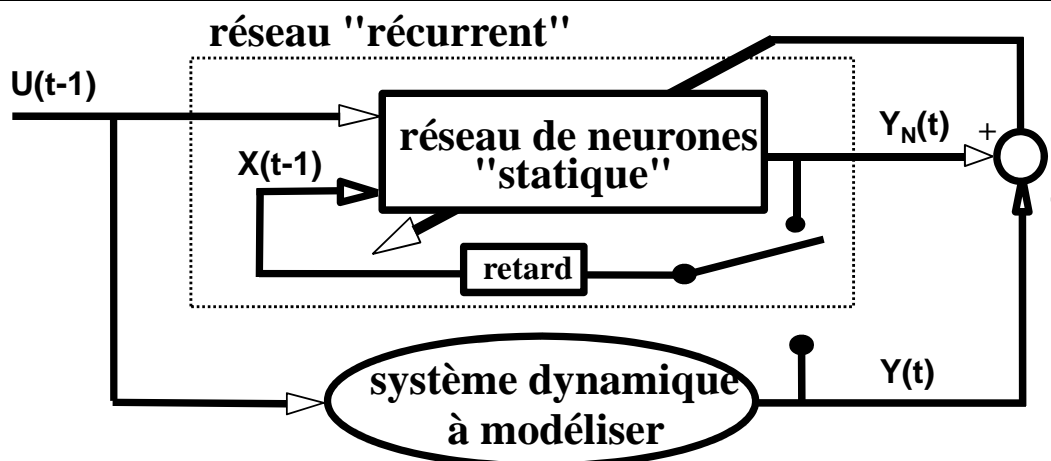 réseau "récurrent"
U(t-1)
réseau de neurones
"statique"
Y_N(t)
+
X(t-1)
retard
système dynamique
à modéliser
Y(t)